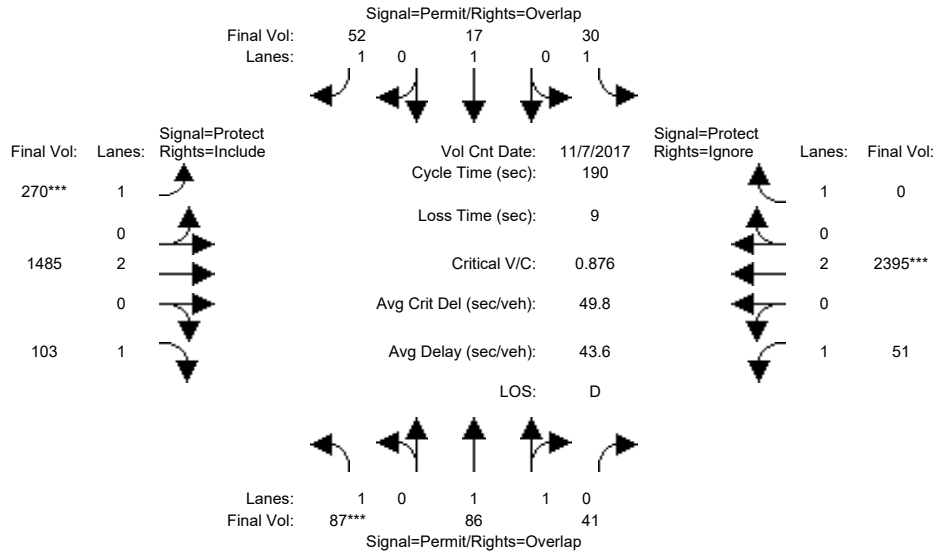 Signal=Permit/Rights=Overlap
Final Vol: 52 17 30
Lanes: 1 0 1 0 1
Signal=Protect Signal=Protect
Final Vol: Lanes: Rights=Include Vol Cnt Date: 11/7/2017 Rights=Ignore Lanes: Final Vol:
Cycle Time (sec): 190
270*** 1 1 0
Loss Time (sec): 9
0 0
1485 2 Critical V/C: 0.876 2 2395***
0 Avg Crit Del (sec/veh): 49.8 0
103 1 Avg Delay (sec/veh): 43.6 1 51
LOS: D
Lanes: 1 0 1 1 0
Final Vol: 87*** 86 41
Signal=Permit/Rights=Overlap